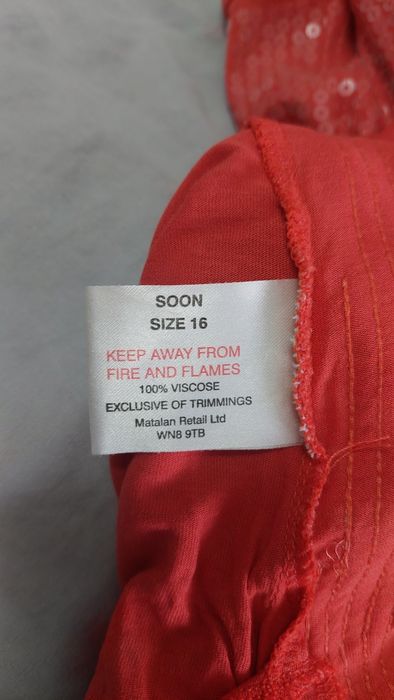 SOON
SIZE 16
KEEP AWAY FROM
FIRE AND FLAMES
100% VISCOSE
EXCLUSIVE OF TRIMMINGS
Matalan Retail Ltd
WN8 9TB